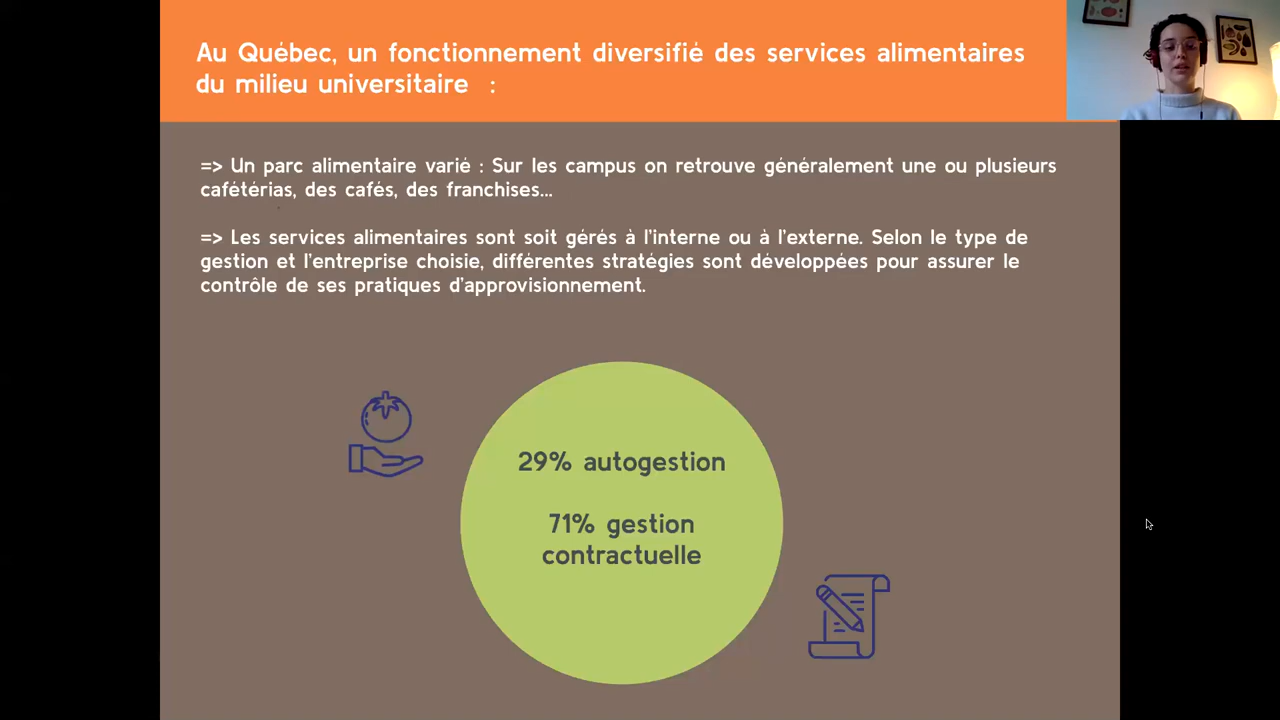 Au Québec, un fonctionnement diversifié des services alimentaires
du milieu universitaire :
=> Un parc alimentaire varié : Sur les campus on retrouve généralement une ou plusieurs
cafétérias, des cafés, des franchises...
=> Les services alimentaires sont soit gérés à l'interne ou à l'externe. Selon le type de
gestion et l'entreprise choisie, différentes stratégies sont développées pour assurer le
contrôle de ses pratiques d'approvisionnement.
29% autogestion
71% gestion
contractuelle